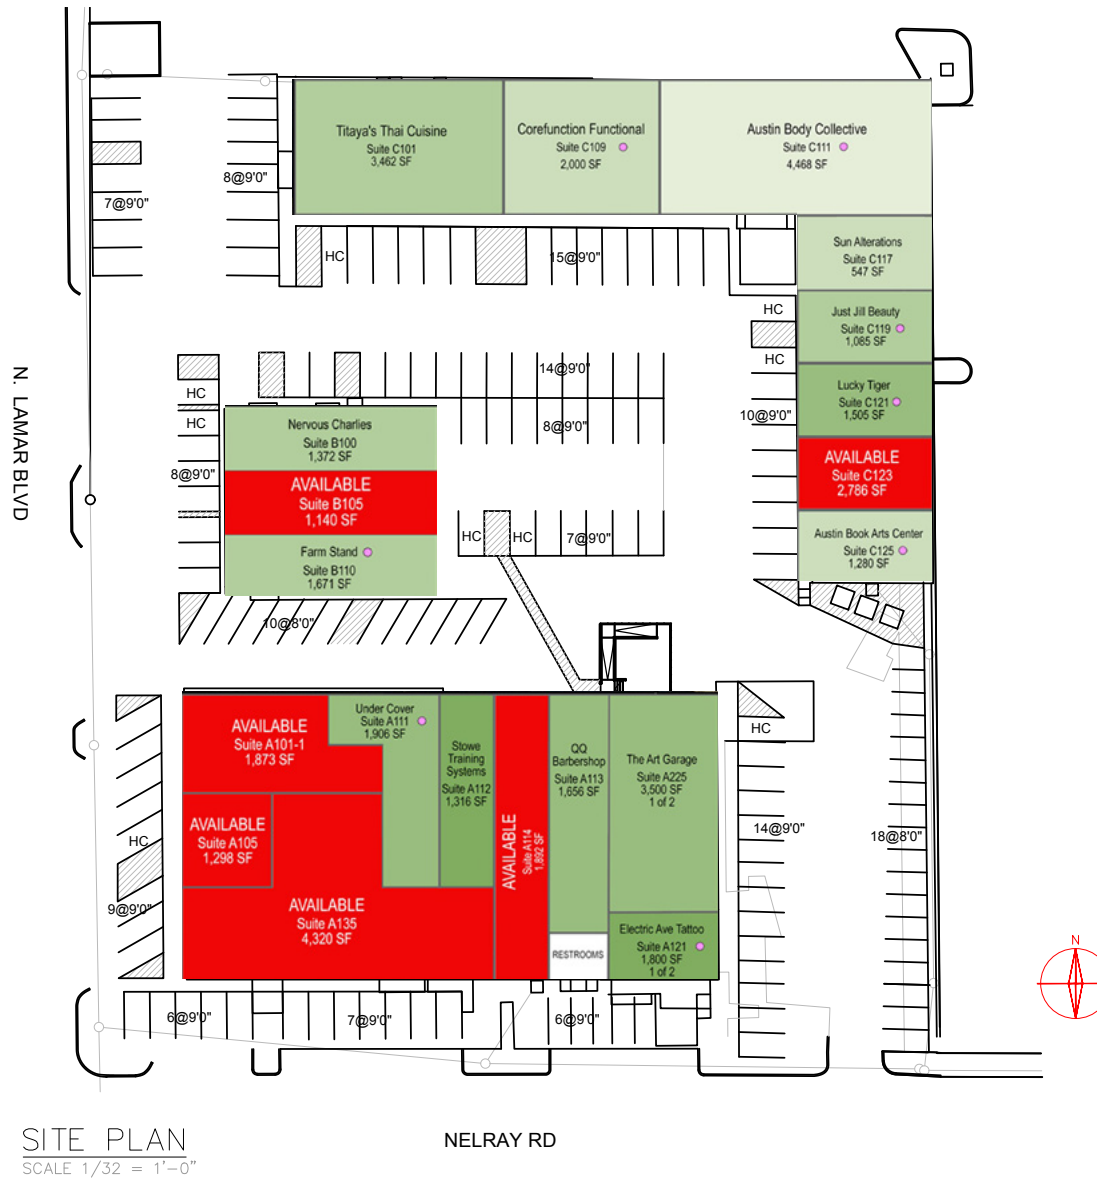 Titaya's Thai Cuisine
Suite C101
3,462 SF
Corefunction Functional
Suite C109
2,000 SF
Austin Body Collective
Suite C111
4,468 SF
8@9'0"
7@9'0"
HC
15@9'0"
Sun Alterations
Suite C117
547 SF
Just Jill Beauty
Suite C119
1,085 SF
HC
HC
Lucky Tiger
Suite C121
1,505 SF
10@9'0"
AVAILABLE
Suite C123
2,786 SF
Austin Book Arts Center
Suite C125
1,280 SF
N. LAMAR BLVD
14@9'0"
8@9'0"
HC
HC
8@9'0"
Nervous Charlies
Suite B100
1,372 SF
AVAILABLE
Suite B105
1,140 SF
Farm Stand
Suite B110
1,671 SF
HC
HC
7@9'0"
10@8'0"
AVAILABLE
Suite A101-1
1,873 SF
Under Cover
Suite A111
1,906 SF
Stowe
Training
Systems
Suite A112
1,316 SF
AVAILABLE
Suite A114
1,892 SF
QQ
Barbershop
Suite A113
1,656 SF
The Art Garage
Suite A225
3,500 SF
1 of 2
HC
AVAILABLE
Suite A105
1,298 SF
HC
14@9'0"
18@8'0"
9@9'0"
AVAILABLE
Suite A135
4,320 SF
RESTROOMS
Electric Ave Tattoo
Suite A121
1,800 SF
1 of 2
N
6@9'0"
7@9'0"
6@9'0"
SITE PLAN
SCALE 1/32 = 1'-0"
NELRAY RD